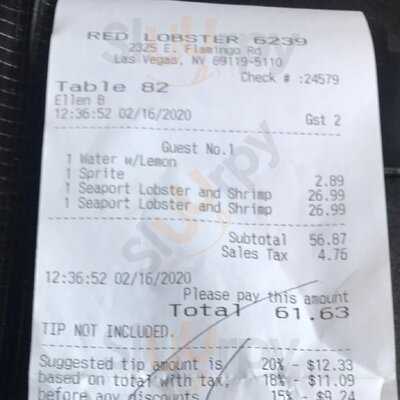 RED LOBSTER 6239
2325 E. Flamingo Rd
Las Vegas, NV 69119-5110
Check # :24579
Table 82
Ellen B
12:36:52 02/16/2020 Gst 2
Guest No.1
1 Water w/Lemon
1 Sprite 2.89
1 Seaport Lobster and Shrimp 26.99
1 Seaport Lobster and Shrimp 26.99
Subtotal 56.87
Sales Tax 4.76
12:36:52 02/16/2020
Please pay this amount
Total 61.63
TIP NOT INCLUDED.
Suggested tip amount is 20% - $12.33
based on total with tax, 18% - $11.09
before any discounts 15% - $9.24